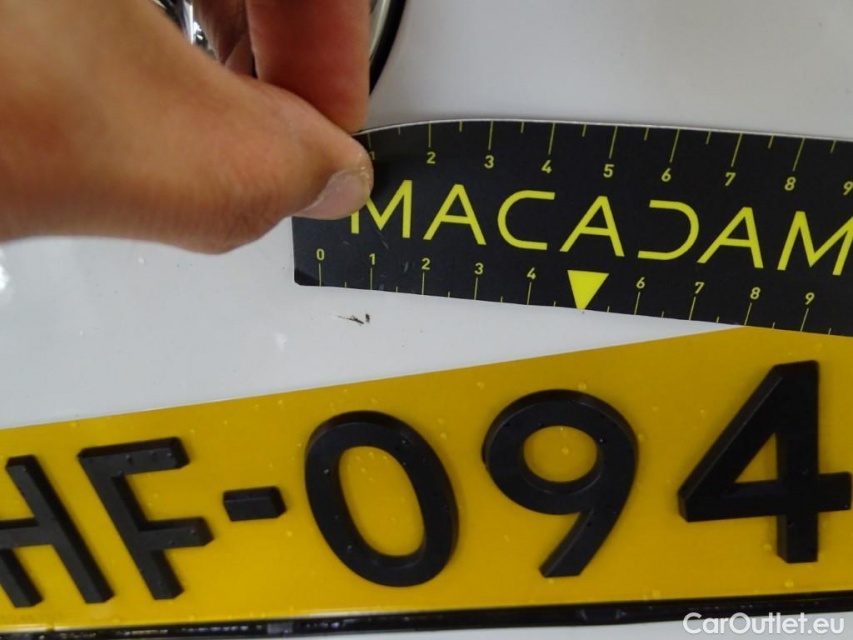 1 2 3 4 5 6 7 8 9
MACADAM
0 1 2 3 4 6 7 8 9
HF-094
CarOutlet.eu